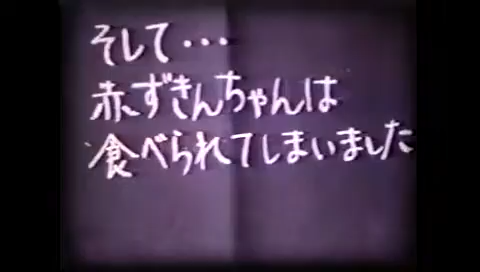 そして・・・
赤ずきんちゃんは
食べられてしまいました